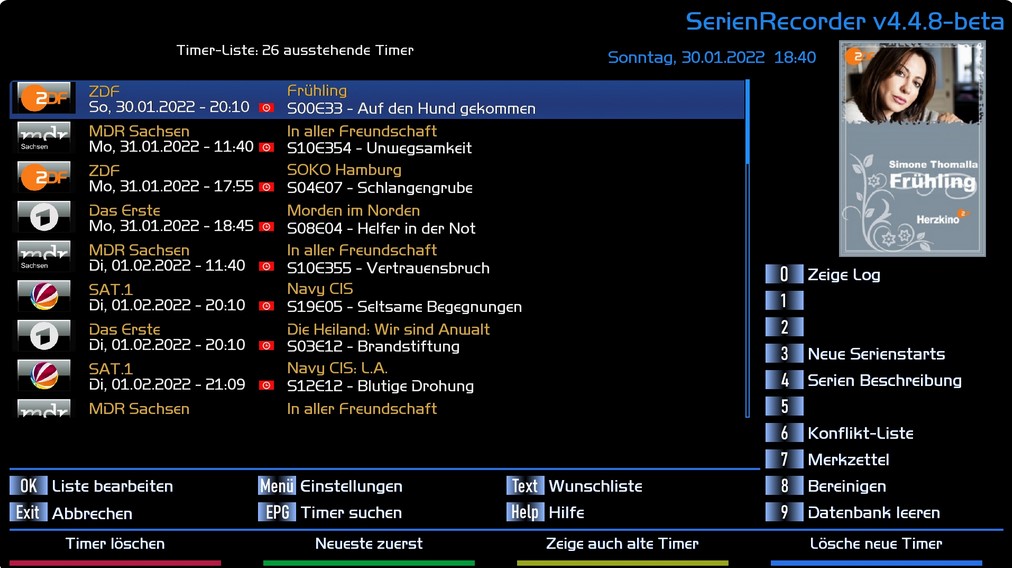 SerienRecorder v4.4.8-beta
Timer-Liste: 26 ausstehende Timer
Sonntag, 30.01.2022 18:40
ZDF Frühling
So, 30.01.2022 - 20:10 S00E33 - Auf den Hund gekommen
MDR Sachsen In aller Freundschaft
Mo, 31.01.2022 - 11:40 S10E354 - Unwegsamkeit
ZDF SOKO Hamburg
Mo, 31.01.2022 - 17:55 S04E07 - Schlangengrube
Das Erste Morden im Norden
Mo, 31.01.2022 - 18:45 S08E04 - Helfer in der Not
MDR Sachsen In aller Freundschaft
Di, 01.02.2022 - 11:40 S10E355 - Vertrauensbruch
SAT.1 Navy CIS
Di, 01.02.2022 - 20:10 S19E05 - Seltsame Begegnungen
Das Erste Die Heiland: Wir sind Anwalt
Di, 01.02.2022 - 20:10 S03E12 - Brandstiftung
SAT.1 Navy CIS: L.A.
Di, 01.02.2022 - 21:09 S12E12 - Blutige Drohung
MDR Sachsen In aller Freundschaft
ZDF
mdr
Sachsen
ZDF
1
mdr
Sachsen
1
mdr
Simone Thomalla
Frühling
Herzkino
0 Zeige Log
1
2
3 Neue Serienstarts
4 Serien Beschreibung
5
6 Konflikt-Liste
7 Merkzettel
8 Bereinigen
9 Datenbank leeren
OK Liste bearbeiten
Menü Einstellungen
Text Wunschliste
Exit Abbrechen
EPG Timer suchen
Help Hilfe
Timer löschen
Neueste zuerst
Zeige auch alte Timer
Lösche neue Timer